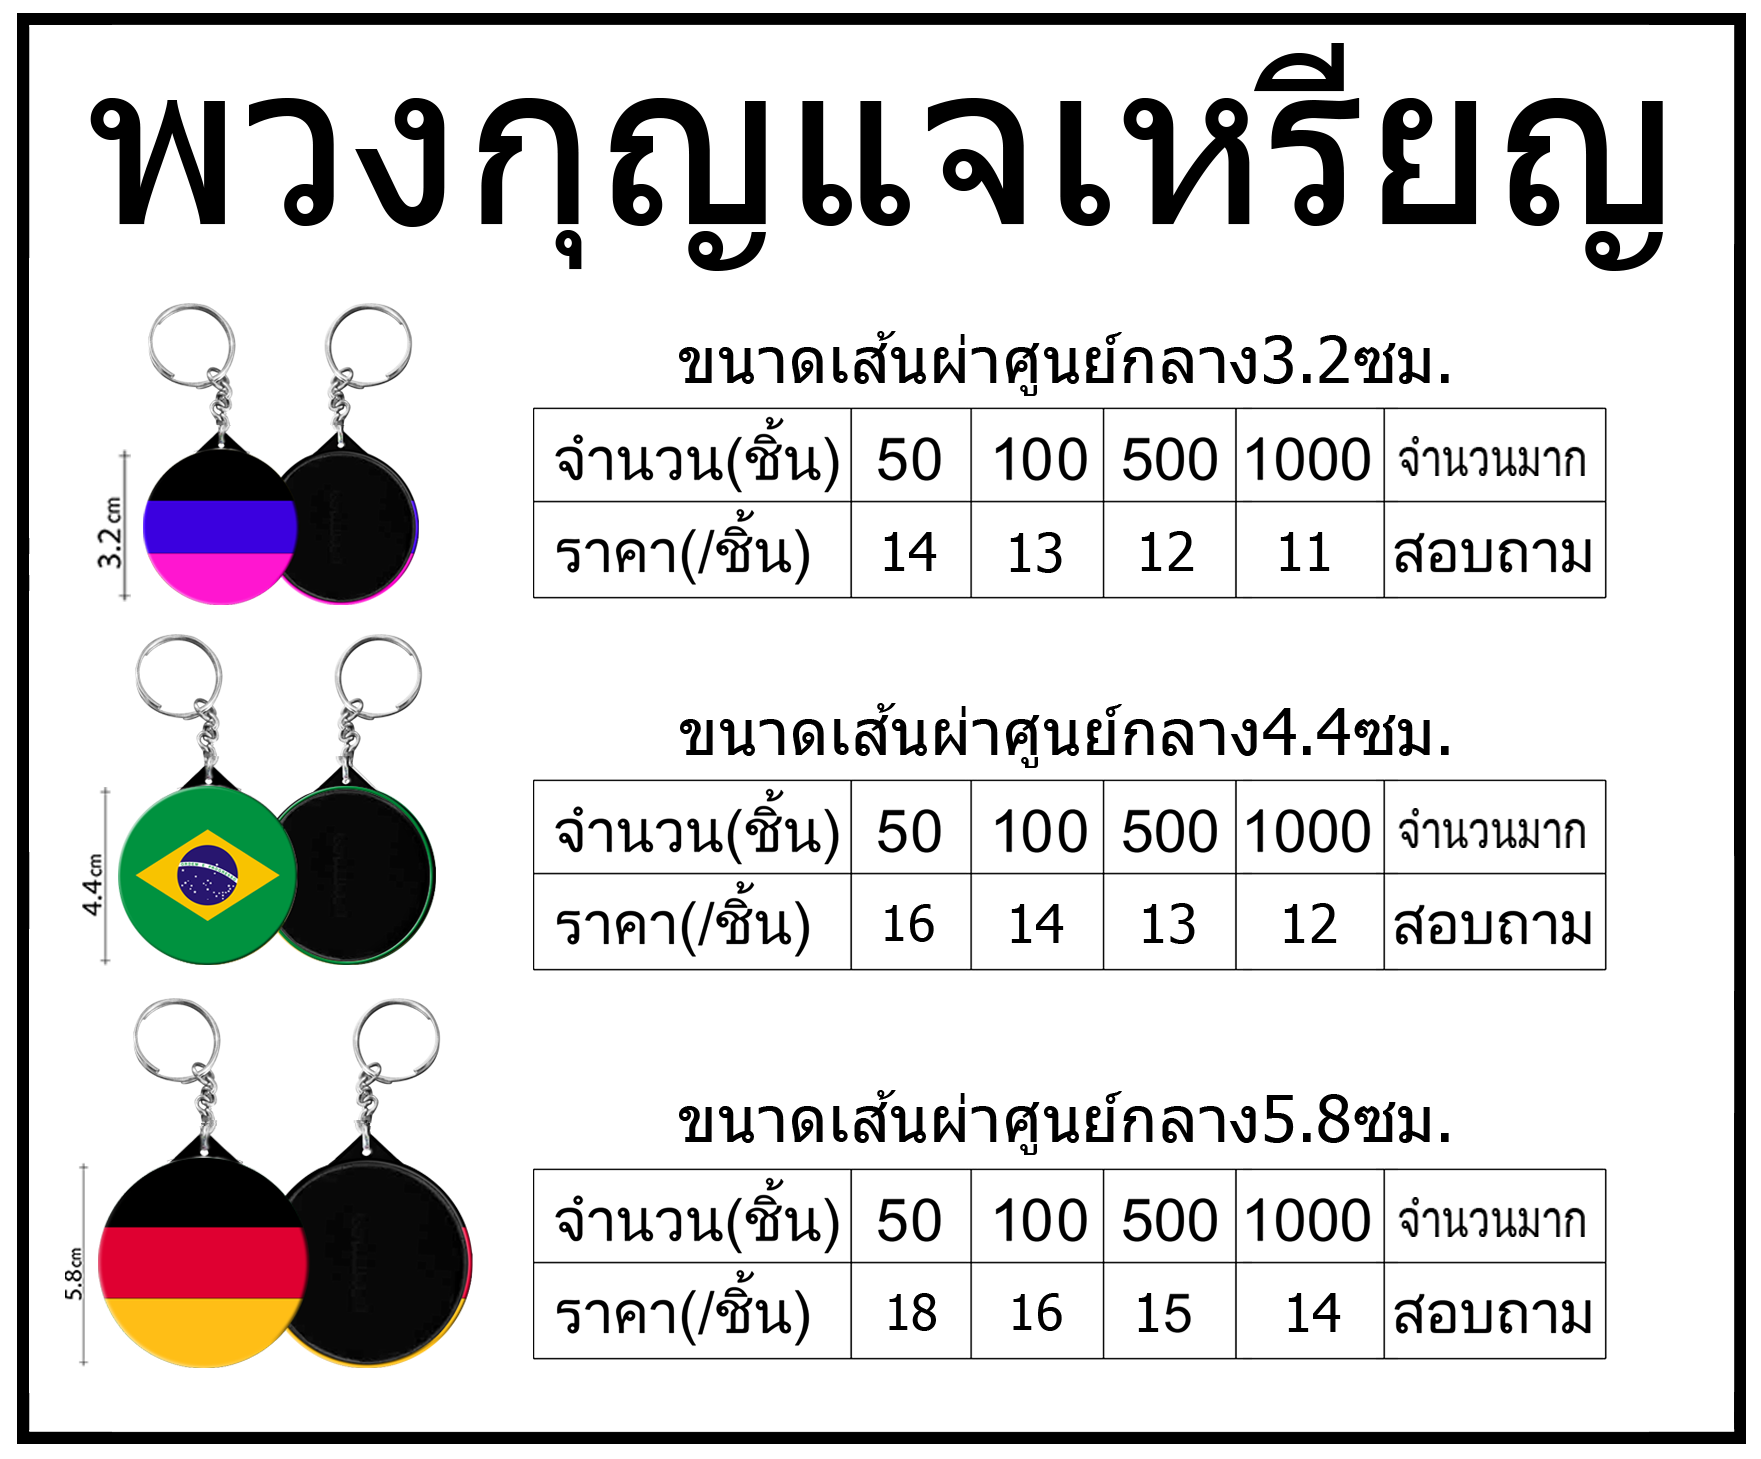 พวงกุญแจเหรียญ
ขนาดเส้นผ่าศูนย์กลาง3.2ซม.
จำนวน(ชิ้น) 50 100 500 1000 จำนวนมาก
ราคา(/ชิ้น) 14 13 12 11 สอบถาม
3.2cm
ขนาดเส้นผ่าศูนย์กลาง4.4ซม.
จำนวน(ชิ้น) 50 100 500 1000 จำนวนมาก
ราคา(/ชิ้น) 16 14 13 12 สอบถาม
4.4cm
ขนาดเส้นผ่าศูนย์กลาง5.8ซม.
จำนวน(ชิ้น) 50 100 500 1000 จำนวนมาก
ราคา(/ชิ้น) 18 16 15 14 สอบถาม
5.8cm